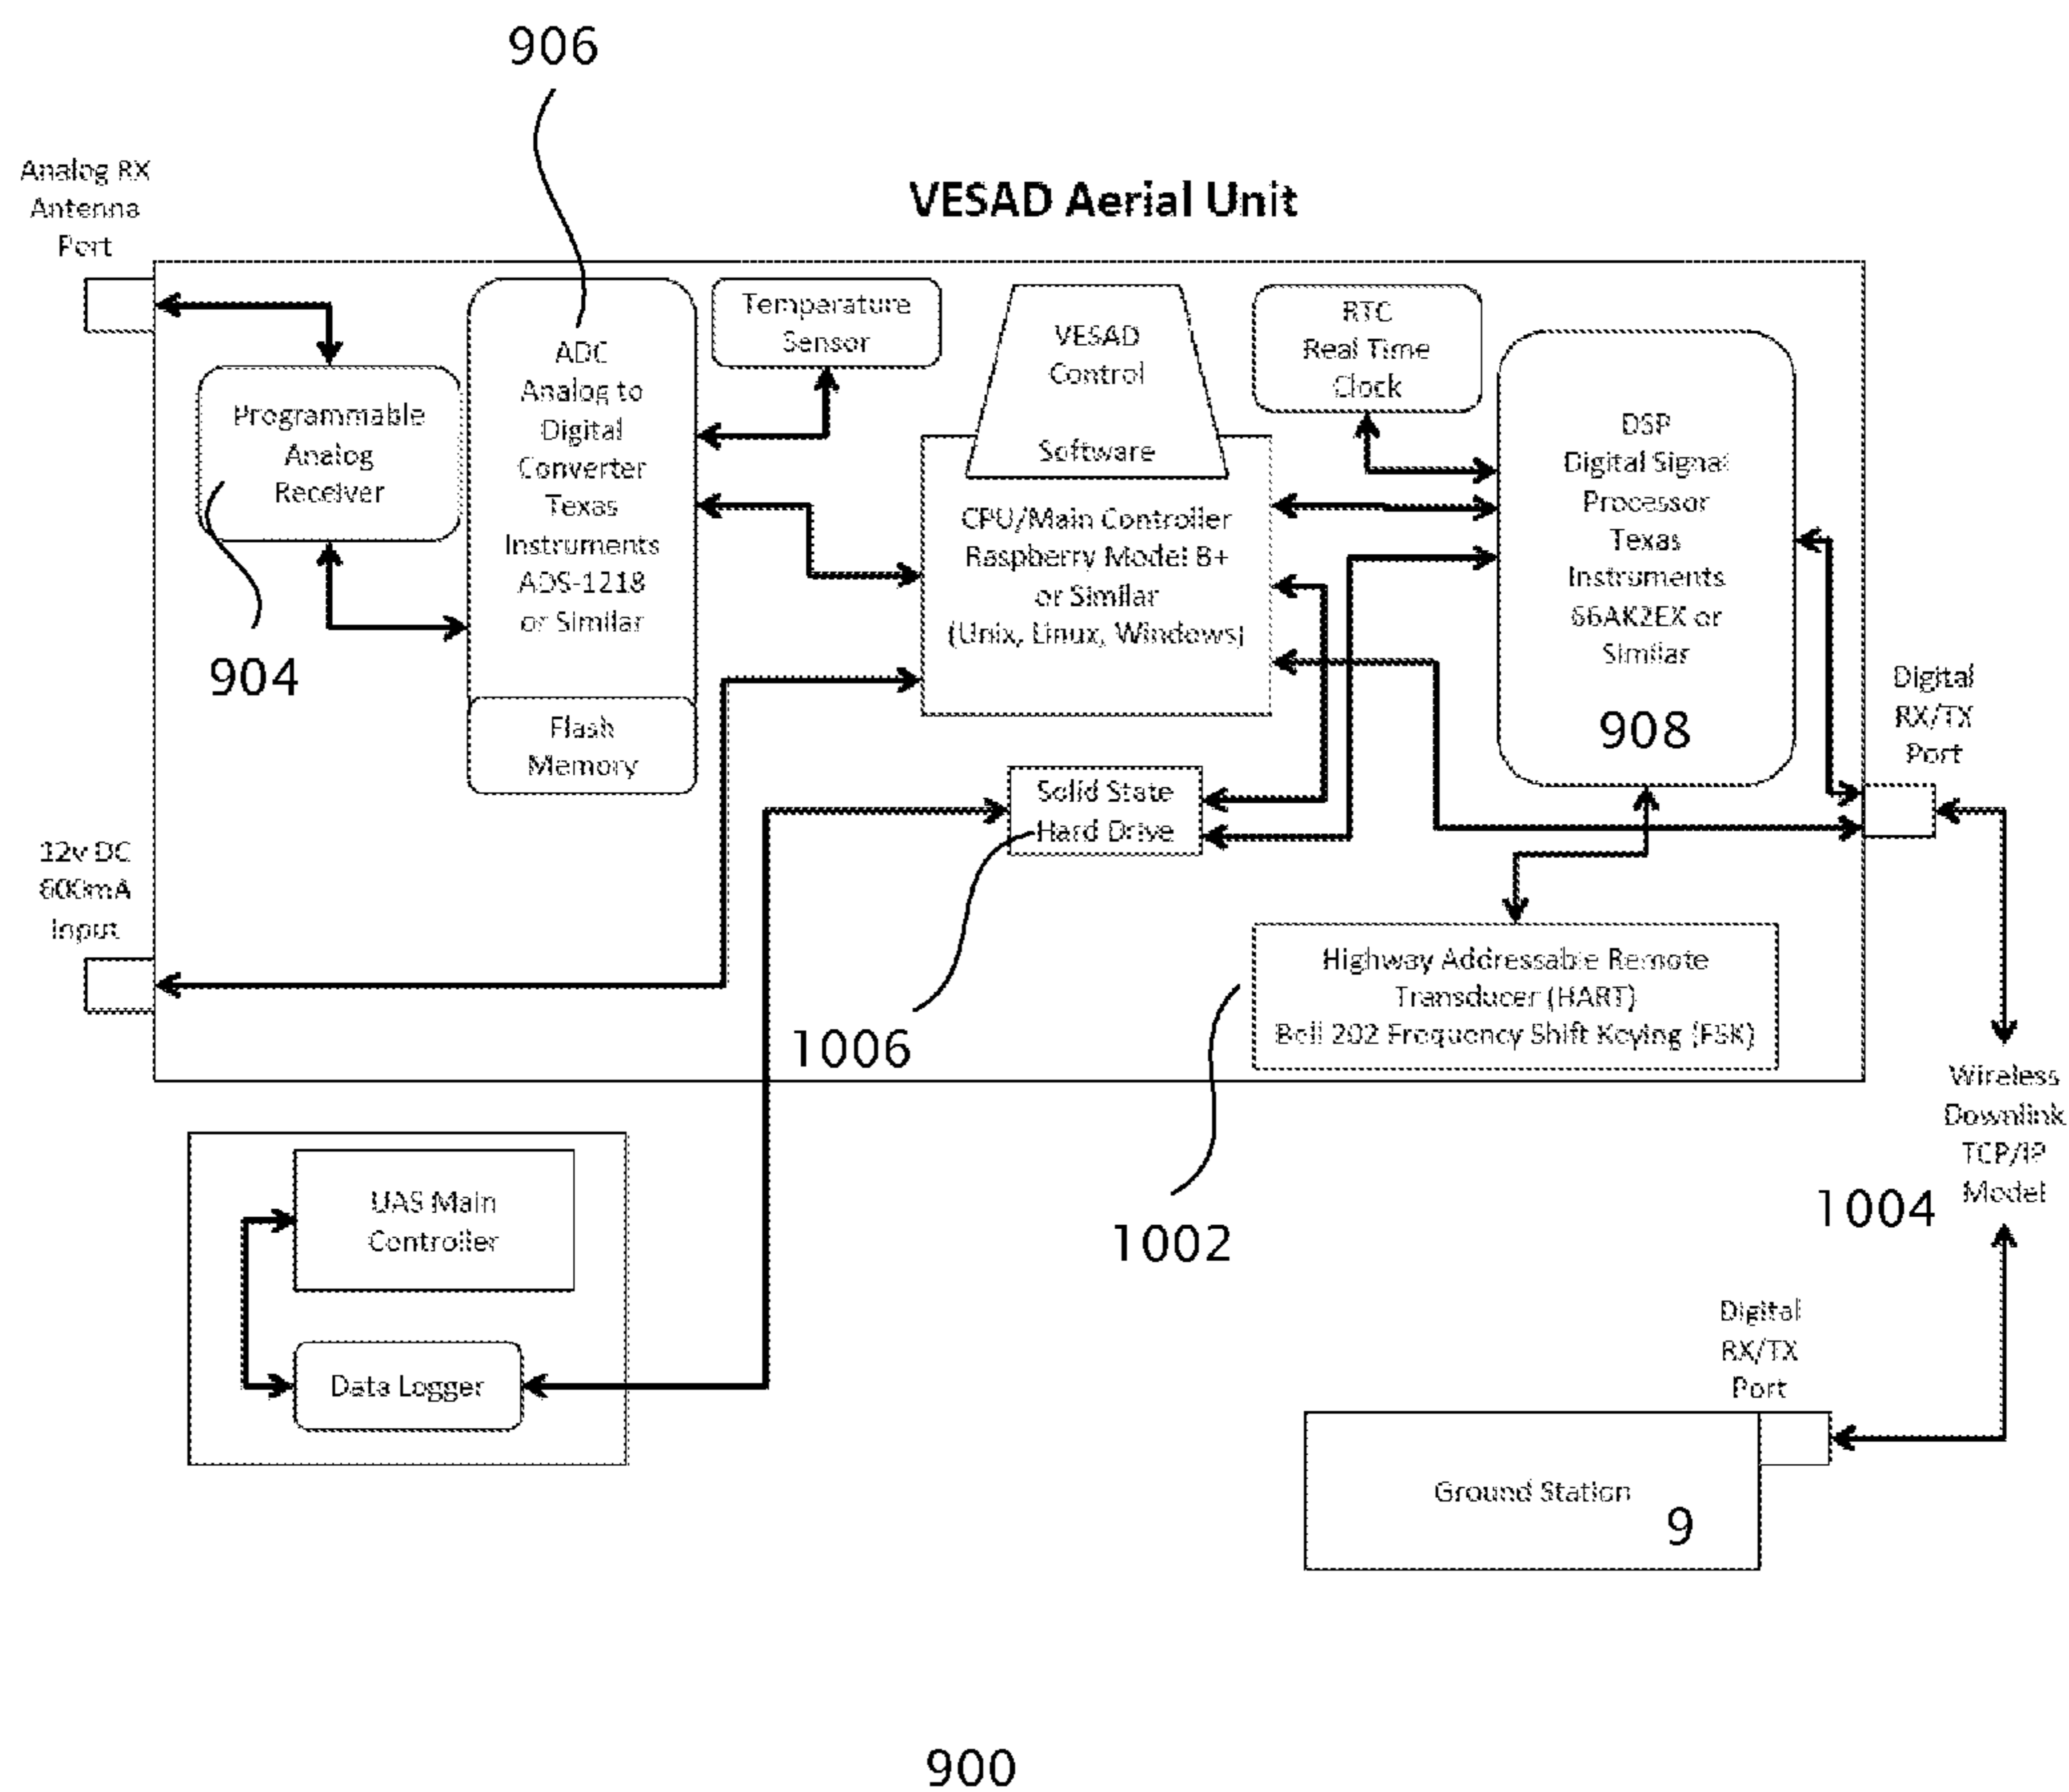 906
Analog RX
Antenna
Port
VESAD Aerial Unit
Programmable
Analog
Receiver
904
ADC
Analog to
Digital
Converter
Texas
Instruments
ADS-1218
or Similar
Flash
Memory
Temperature
Sensor
VESAD
Control
Software
CPU/Main Controller
Raspberry Model B+
or Similar
(Unix, Linux, Windows)
RTC
Real Time
Clock
DSP
Digital Signal
Processor
Texas
Instruments
66AK2EX or
Similar
908
Digital
RX/TX
Port
Solid State
Hard Drive
12v DC
600mA
Input
1006
Highway Addressable Remote
Transducer (HART)
Bell 202 Frequency Shift Keying (FSK)
1002
Wireless
Downlink
TCP/IP
Model
1004
UAS Main
Controller
Data Logger
Digital
RX/TX
Port
Ground Station
9
900